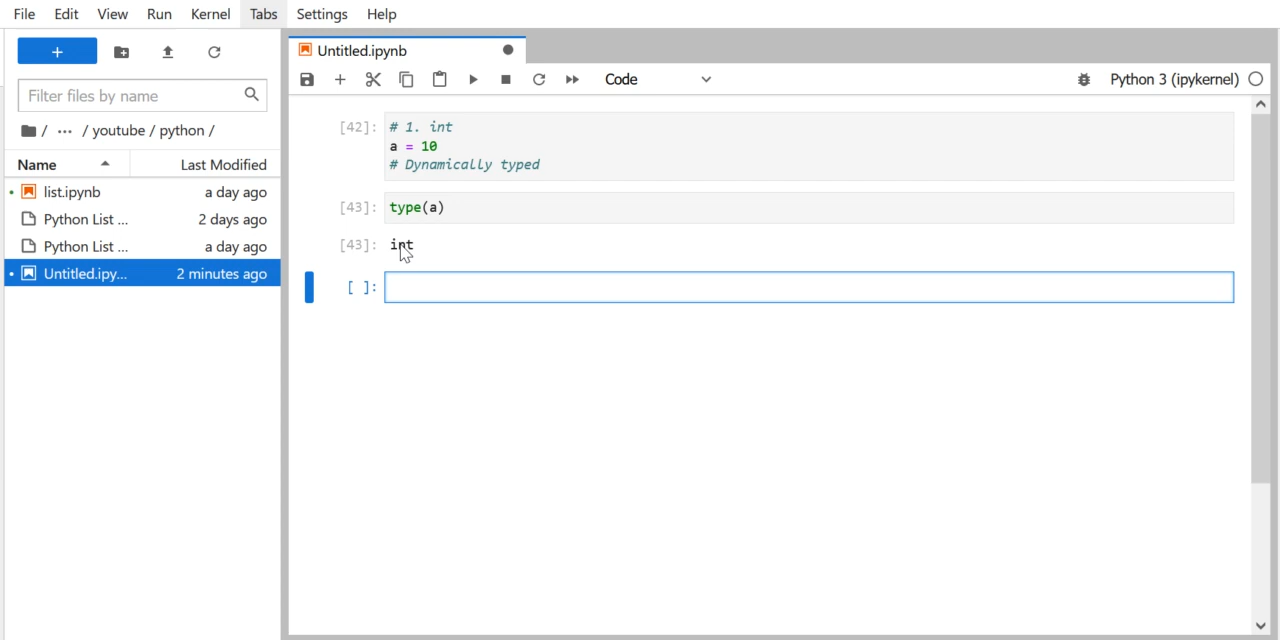 File Edit View Run Kernel Tabs Settings Help
+
Filter files by name
/ ··· / youtube / python /
Name Last Modified
list.ipynb a day ago
Python List ... 2 days ago
Python List ... a day ago
Untitled.ipy... 2 minutes ago
Untitled.ipynb
Code
Python 3 (ipykernel)
[42]: # 1. int
a = 10
# Dynamically typed
[43]: type(a)
[43]: int
[ ]: